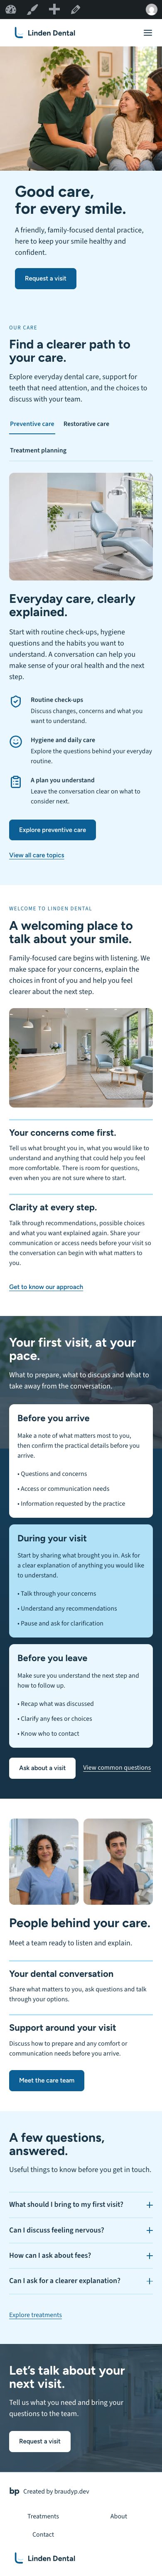 Linden Dental
Good care,
for every smile.
A friendly, family-focused dental practice,
here to keep your smile healthy and
confident.
Request a visit
OUR CARE
Find a clearer path to
your care.
Explore everyday dental care, support for
teeth that need attention, and the choices to
discuss with your team.
Preventive care
Restorative care
Treatment planning
Everyday care, clearly
explained.
Start with routine check-ups, hygiene
questions and the habits you want to
understand. A conversation can help you
make sense of your oral health and the next
step.
Routine check-ups
Discuss changes, concerns and what you
want to understand.
Hygiene and daily care
Explore the questions behind your everyday
routine.
A plan you understand
Leave the conversation clear on what to
consider next.
Explore preventive care
View all care topics
WELCOME TO LINDEN DENTAL
A welcoming place to
talk about your smile.
Family-focused care begins with listening. We
make space for your concerns, explain the
choices in front of you and help you feel
clearer about the next step.
Your concerns come first.
Tell us what brought you in, what you would like to
understand and anything that could help you feel
more comfortable. There is room for questions,
even when you are not sure where to start.
Clarity at every step.
Talk through recommendations, possible choices
and what you want explained again. Share your
communication or access needs before your visit so
the conversation can begin with what matters to
you.
Get to know our approach
Your first visit, at your
pace.
What to prepare, what to discuss and what to
take away from the conversation.
Before you arrive
Make a note of what matters most to you,
then confirm the practical details before you
arrive.
• Questions and concerns
• Access or communication needs
• Information requested by the practice
During your visit
Start by sharing what brought you in. Ask for
a clear explanation of anything you would like
to understand.
• Talk through your concerns
• Understand any recommendations
• Pause and ask for clarification
Before you leave
Make sure you understand the next step and
how to follow up.
• Recap what was discussed
• Clarify any fees or choices
• Know who to contact
Ask about a visit
View common questions
People behind your care.
Meet a team ready to listen and explain.
Your dental conversation
Share what matters to you, ask questions and talk
through your options.
Support around your visit
Discuss how to prepare and any comfort or
communication needs before you arrive.
Meet the care team
A few questions,
answered.
Useful things to know before you get in touch.
What should I bring to my first visit?
Can I discuss feeling nervous?
How can I ask about fees?
Can I ask for a clearer explanation?
Explore treatments
Let’s talk about your
next visit.
Tell us what you need and bring your
questions to the team.
Request a visit
bp Created by braudyp.dev
Treatments
About
Contact
Linden Dental